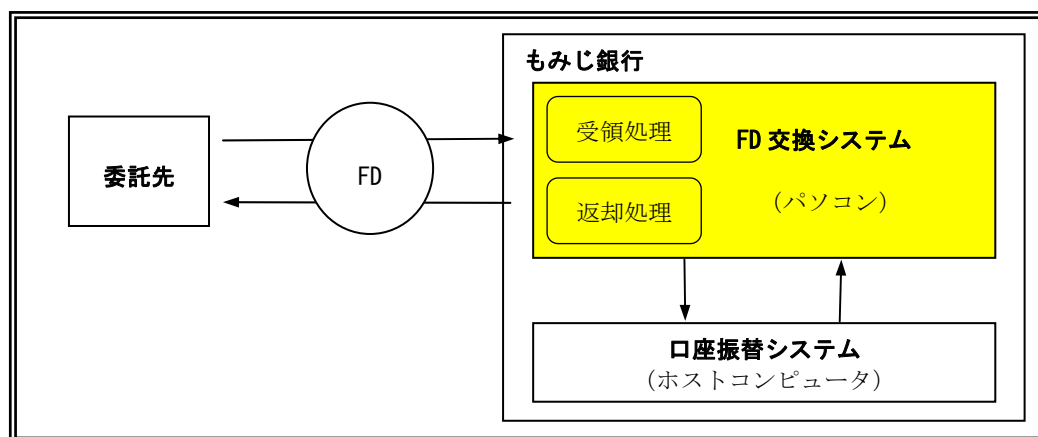 もみじ銀行
委託先
FD
受領処理
返却処理
FD 交換システム
（パソコン）
口座振替システム
（ホストコンピュータ）